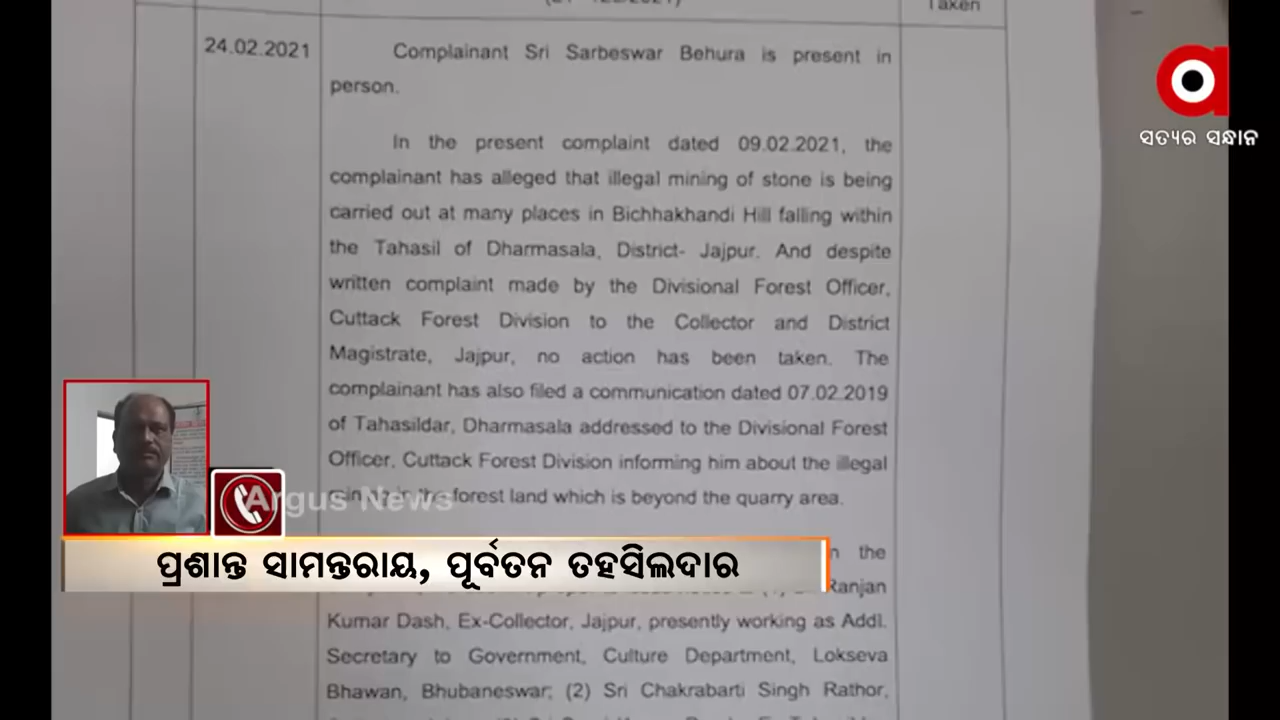 Taken
24.02.2021
Complainant Sri Sarbeswar Behura is present in
person.
In the present complaint dated 09.02.2021, the
complainant has alleged that illegal mining of stone is being
carried out at many places in Bichhakhandi Hill falling within
the Tahasil of Dharmasala, District- Jajpur. And despite
written complaint made by the Divisional Forest Officer,
Cuttack Forest Division to the Collector and District
Magistrate, Jajpur, no action has been taken. The
complainant has also filed a communication dated 07.02.2019
of Tahasildar, Dharmasala addressed to the Divisional Forest
Officer, Cuttack Forest Division informing him about the illegal
forest land which is beyond the quarry area.
the
Ranjan
Kumar Dash, Ex-Collector, Jajpur, presently working as Addl.
Secretary to Government, Culture Department, Lokseva
Bhawan, Bhubaneswar; (2) Sri Chakrabarti Singh Rathor,
ସତ୍ୟର ସନ୍ଧାନ
Argus News
ପ୍ରଶାନ୍ତ ସାମନ୍ତରାୟ, ପୂର୍ବତନ ତହସିଲଦାର